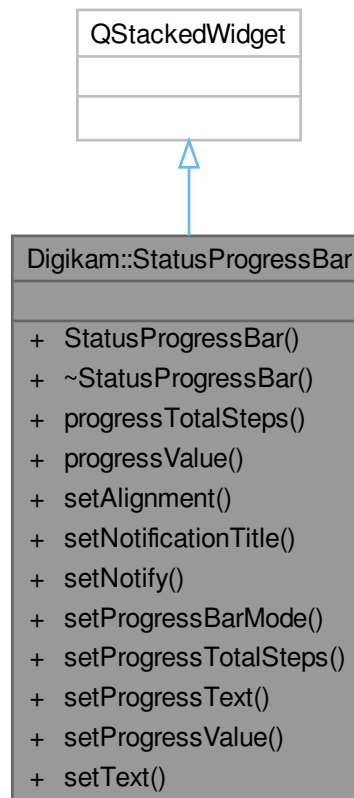 QStackedWidget
Digikam::StatusProgressBar
+ StatusProgressBar()
+ ~StatusProgressBar()
+ progressTotalSteps()
+ progressValue()
+ setAlignment()
+ setNotificationTitle()
+ setNotify()
+ setProgressBarMode()
+ setProgressTotalSteps()
+ setProgressText()
+ setProgressValue()
+ setText()